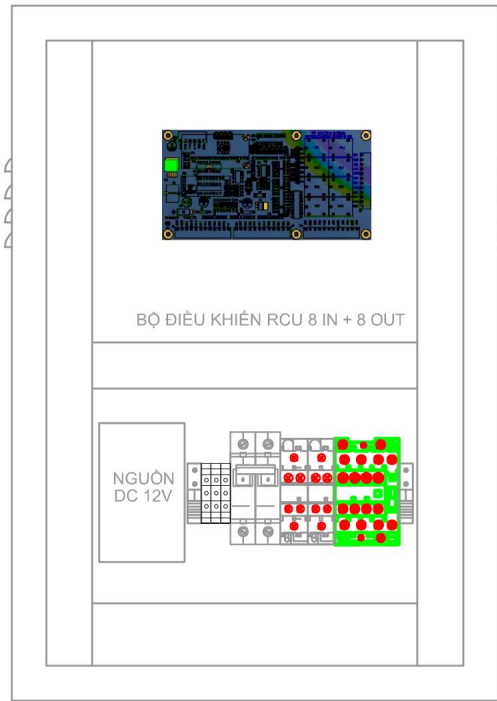 BỘ ĐIỀU KHIỂN RCU 8 IN + 8 OUT
NGUỒN
DC 12V